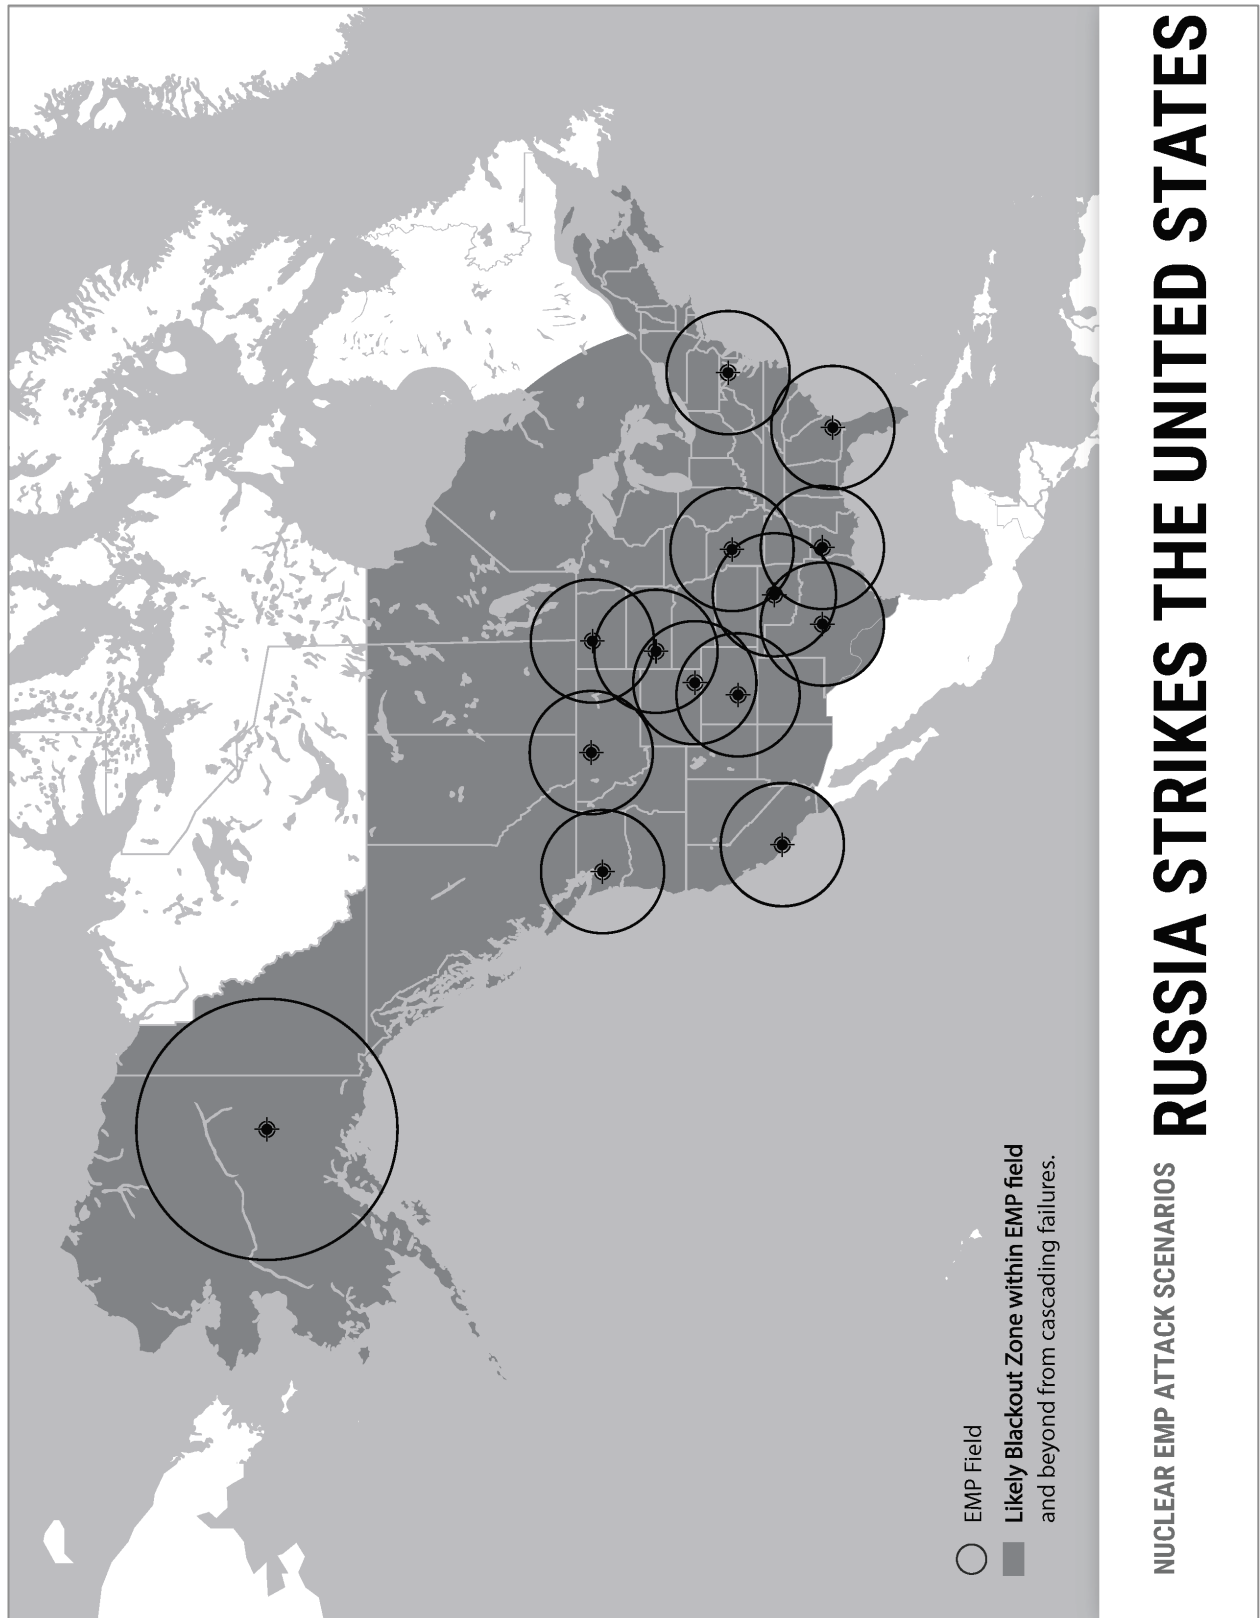 NUCLEAR EMP ATTACK SCENARIOS
RUSSIA STRIKES THE UNITED STATES
EMP Field
Likely Blackout Zone within EMP field
and beyond from cascading failures.